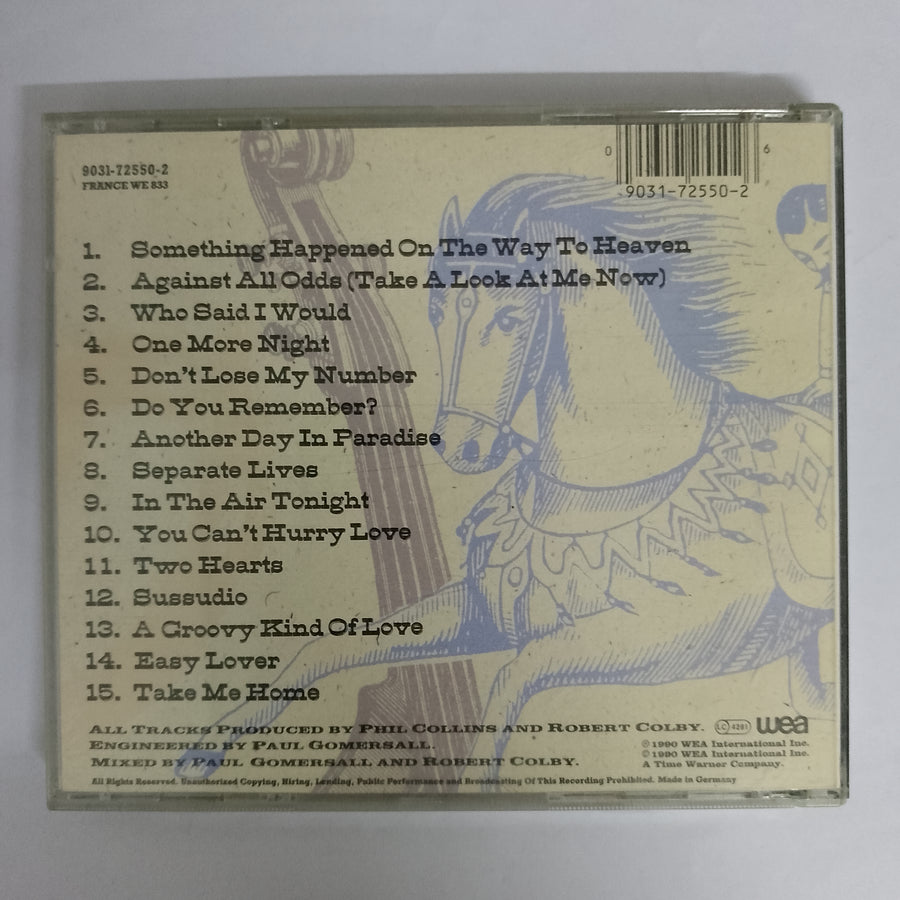 9031-72550-2
FRANCE WE 833
0 9031-72550-2 6
1. Something Happened On The Way To Heaven
2. Against All Odds (Take A Look At Me Now)
3. Who Said I Would
4. One More Night
5. Don't Lose My Number
6. Do You Remember?
7. Another Day In Paradise
8. Separate Lives
9. In The Air Tonight
10. You Can't Hurry Love
11. Two Hearts
12. Sussudio
13. A Groovy Kind Of Love
14. Easy Lover
15. Take Me Home
All Tracks Produced by Phil Collins and Robert Colby.
Engineered by Paul Gomersall.
Mixed by Paul Gomersall and Robert Colby.
LC 4281 wea
℗ 1990 WEA International Inc.
© 1990 WEA International Inc.
A Time Warner Company.
All Rights Reserved. Unauthorized Copying, Hiring, Lending, Public Performance and Broadcasting Of This Recording Prohibited. Made in Germany